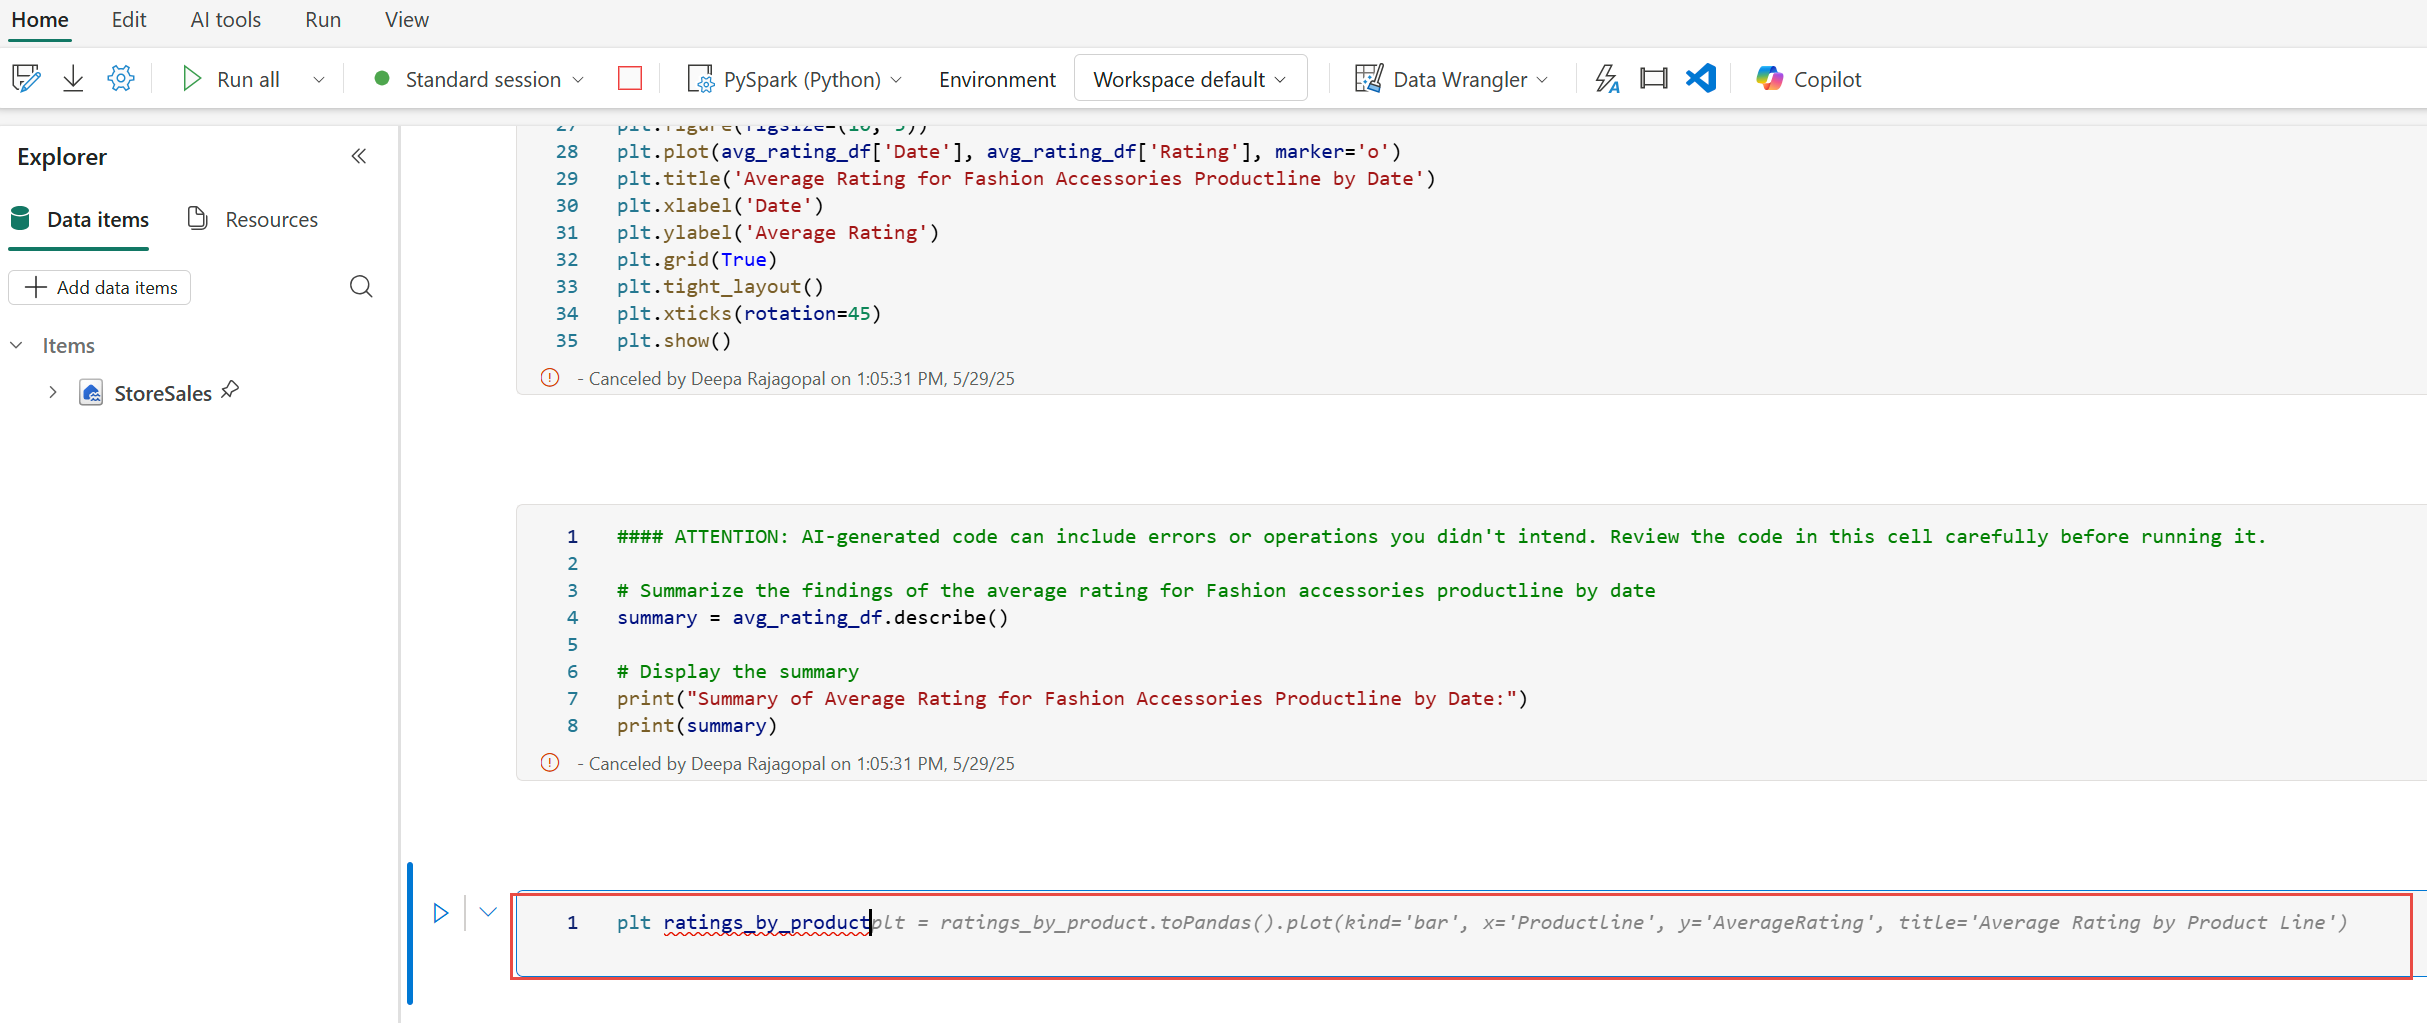 Home Edit AI tools Run View
Run all Standard session PySpark (Python) Environment Workspace default Data Wrangler Copilot
Explorer
Data items Resources
Add data items
Items
StoreSales
27 plt.figure(figsize=(10, 5))
28 plt.plot(avg_rating_df['Date'], avg_rating_df['Rating'], marker='o')
29 plt.title('Average Rating for Fashion Accessories Productline by Date')
30 plt.xlabel('Date')
31 plt.ylabel('Average Rating')
32 plt.grid(True)
33 plt.tight_layout()
34 plt.xticks(rotation=45)
35 plt.show()
- Canceled by Deepa Rajagopal on 1:05:31 PM, 5/29/25
1 #### ATTENTION: AI-generated code can include errors or operations you didn't intend. Review the code in this cell carefully before running it.
2
3 # Summarize the findings of the average rating for Fashion accessories productline by date
4 summary = avg_rating_df.describe()
5
6 # Display the summary
7 print("Summary of Average Rating for Fashion Accessories Productline by Date:")
8 print(summary)
- Canceled by Deepa Rajagopal on 1:05:31 PM, 5/29/25
1 plt ratings_by_productplt = ratings_by_product.toPandas().plot(kind='bar', x='Productline', y='AverageRating', title='Average Rating by Product Line')